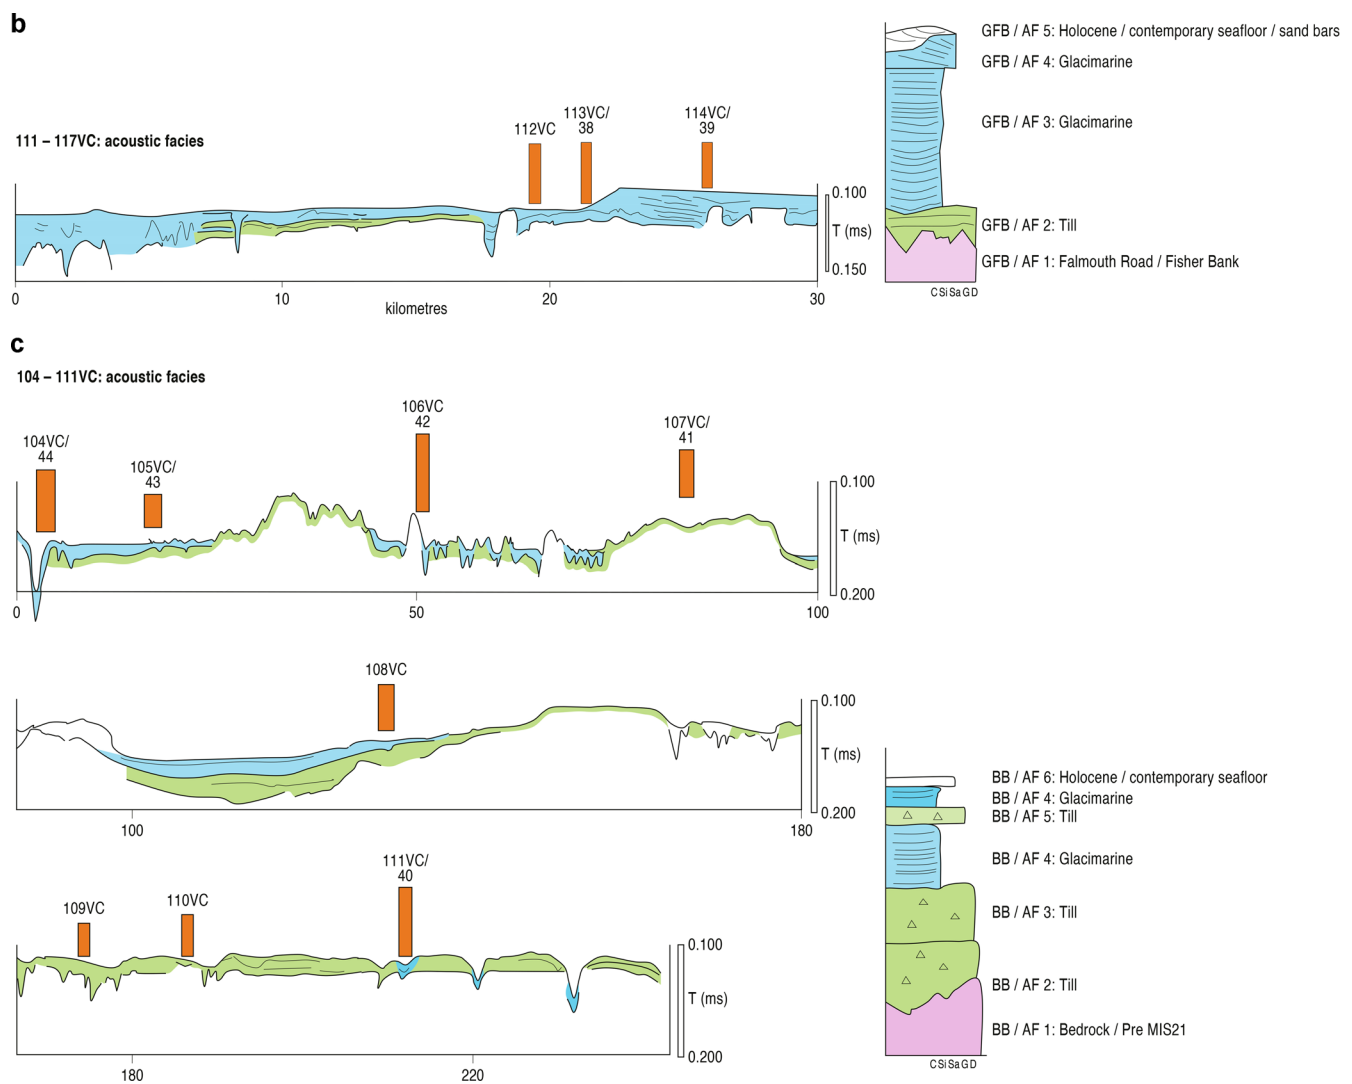 b
111 – 117VC: acoustic facies
112VC
113VC/
38
114VC/
39
0.100
T (ms)
0.150
0
10
20
30
kilometres
GFB / AF 5: Holocene / contemporary seafloor / sand bars
GFB / AF 4: Glacimarine
GFB / AF 3: Glacimarine
GFB / AF 2: Till
GFB / AF 1: Falmouth Road / Fisher Bank
CSiSaGD
c
104 – 111VC: acoustic facies
104VC/
44
105VC/
43
106VC
42
107VC/
41
0.100
T (ms)
0.200
0
50
100
108VC
0.100
T (ms)
0.200
100
180
109VC
110VC
111VC/
40
0.100
T (ms)
0.200
180
220
BB / AF 6: Holocene / contemporary seafloor
BB / AF 4: Glacimarine
BB / AF 5: Till
BB / AF 4: Glacimarine
BB / AF 3: Till
BB / AF 2: Till
BB / AF 1: Bedrock / Pre MIS21
CSiSaGD